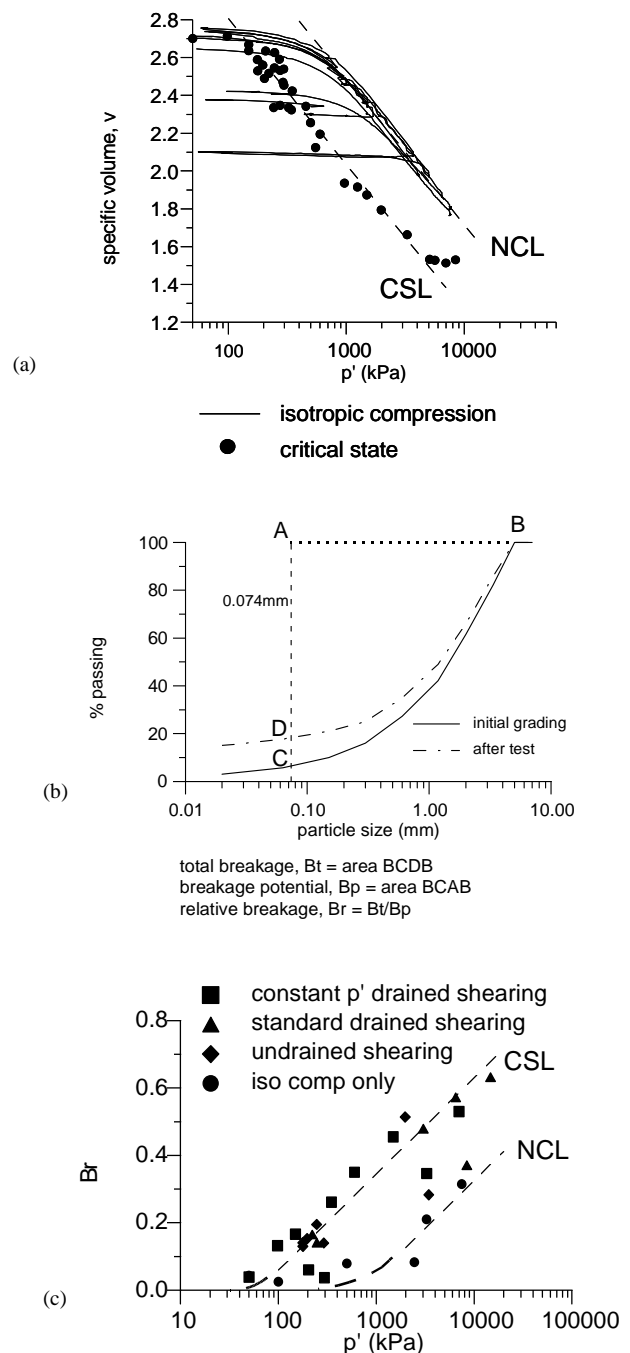 2.8
2.6
2.4
2.2
2.0
1.8
1.6
1.4
1.2
specific volume, v
NCL
CSL
100
1000
10000
p' (kPa)
(a)
isotropic compression
critical state
A
B
100
80
60
40
20
0
% passing
0.074mm
D
C
initial grading
after test
0.01
0.10
1.00
10.00
particle size (mm)
(b)
total breakage, Bt = area BCDB
breakage potential, Bp = area BCAB
relative breakage, Br = Bt/Bp
constant p' drained shearing
standard drained shearing
undrained shearing
iso comp only
0.8
0.6
0.4
0.2
0.0
Br
CSL
NCL
(c)
10
100
1000
10000
100000
p' (kPa)